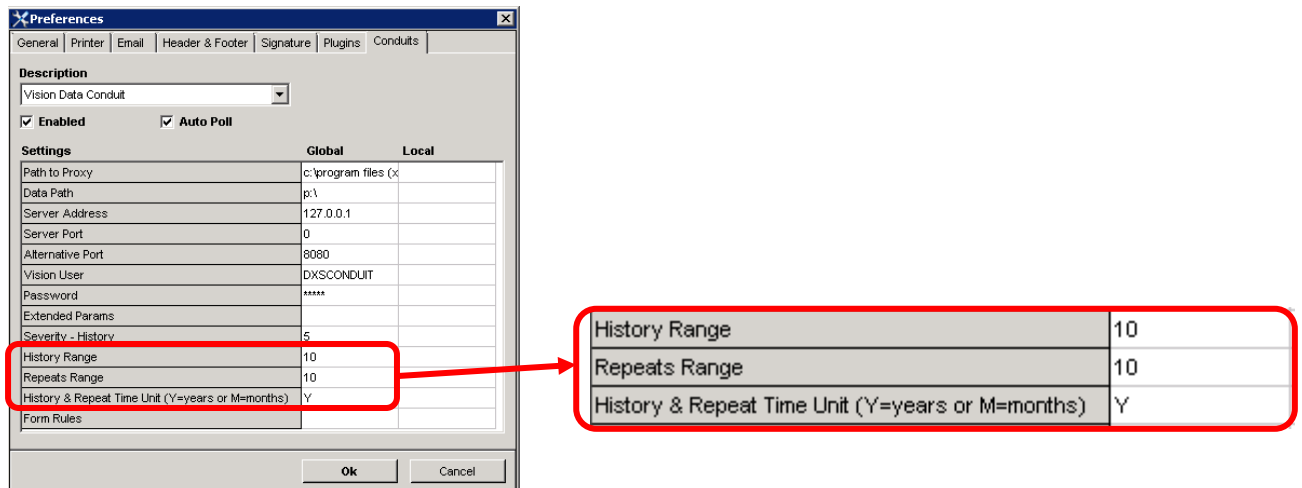 Preferences
General Printer Email Header & Footer Signature Plugins Conduits
Description
Vision Data Conduit
Enabled Auto Poll
Settings Global Local
Path to Proxy c:\program files (x
Data Path p:\
Server Address 127.0.0.1
Server Port 0
Alternative Port 8080
Vision User DXSCONDUIT
Password *****
Extended Params
Severity - History 5
History Range 10
Repeats Range 10
History & Repeat Time Unit (Y=years or M=months) Y
Form Rules
Ok Cancel
History Range 10
Repeats Range 10
History & Repeat Time Unit (Y=years or M=months) Y